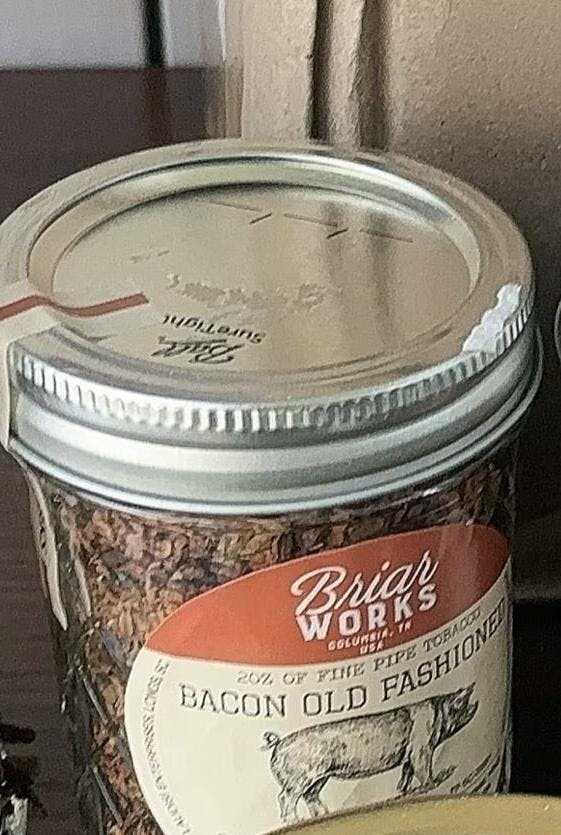 Ball
SureTight
Briar
WORKS
COLUMBIA, TN
USA
2OZ OF FINE PIPE TOBACCO
BACON OLD FASHIONED